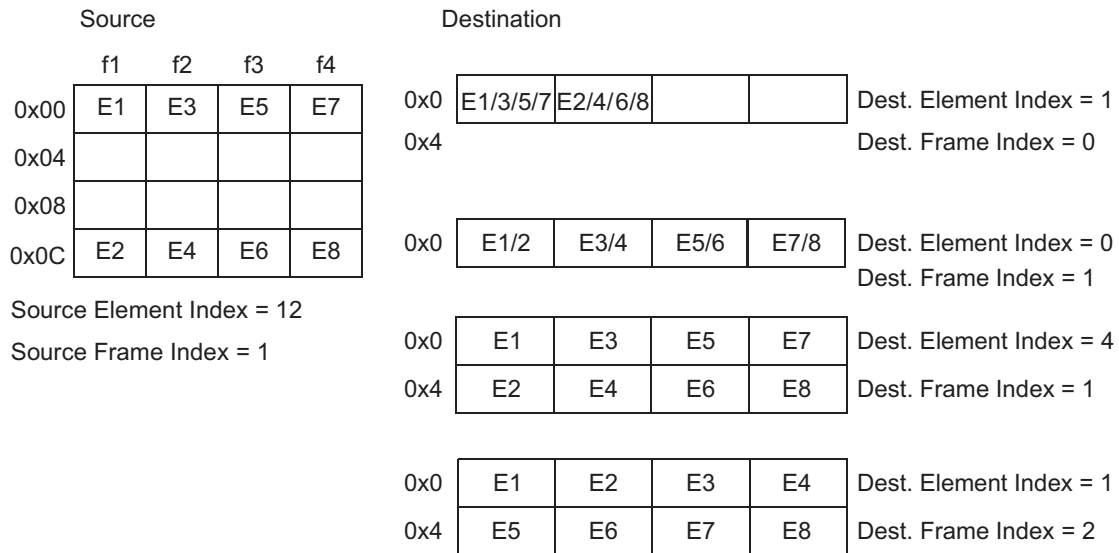 Source
f1 f2 f3 f4
0x00 E1 E3 E5 E7
0x04
0x08
0x0C E2 E4 E6 E8
Source Element Index = 12
Source Frame Index = 1
Destination
0x0 E1/3/5/7 E2/4/6/8 Dest. Element Index = 1
0x4 Dest. Frame Index = 0
0x0 E1/2 E3/4 E5/6 E7/8 Dest. Element Index = 0
Dest. Frame Index = 1
0x0 E1 E3 E5 E7 Dest. Element Index = 4
0x4 E2 E4 E6 E8 Dest. Frame Index = 1
0x0 E1 E2 E3 E4 Dest. Element Index = 1
0x4 E5 E6 E7 E8 Dest. Frame Index = 2